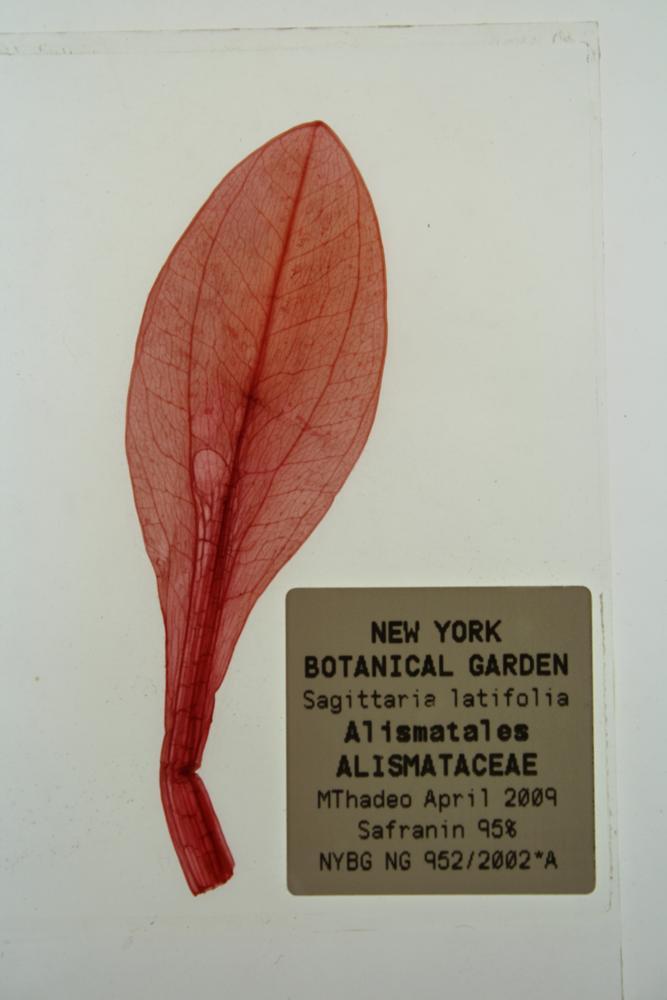 NEW YORK
BOTANICAL GARDEN
Sagittaria latifolia
Alismatales
ALISMATACEAE
MThadeo April 2009
Safranin 95%
NYBG NG 952/2002*A